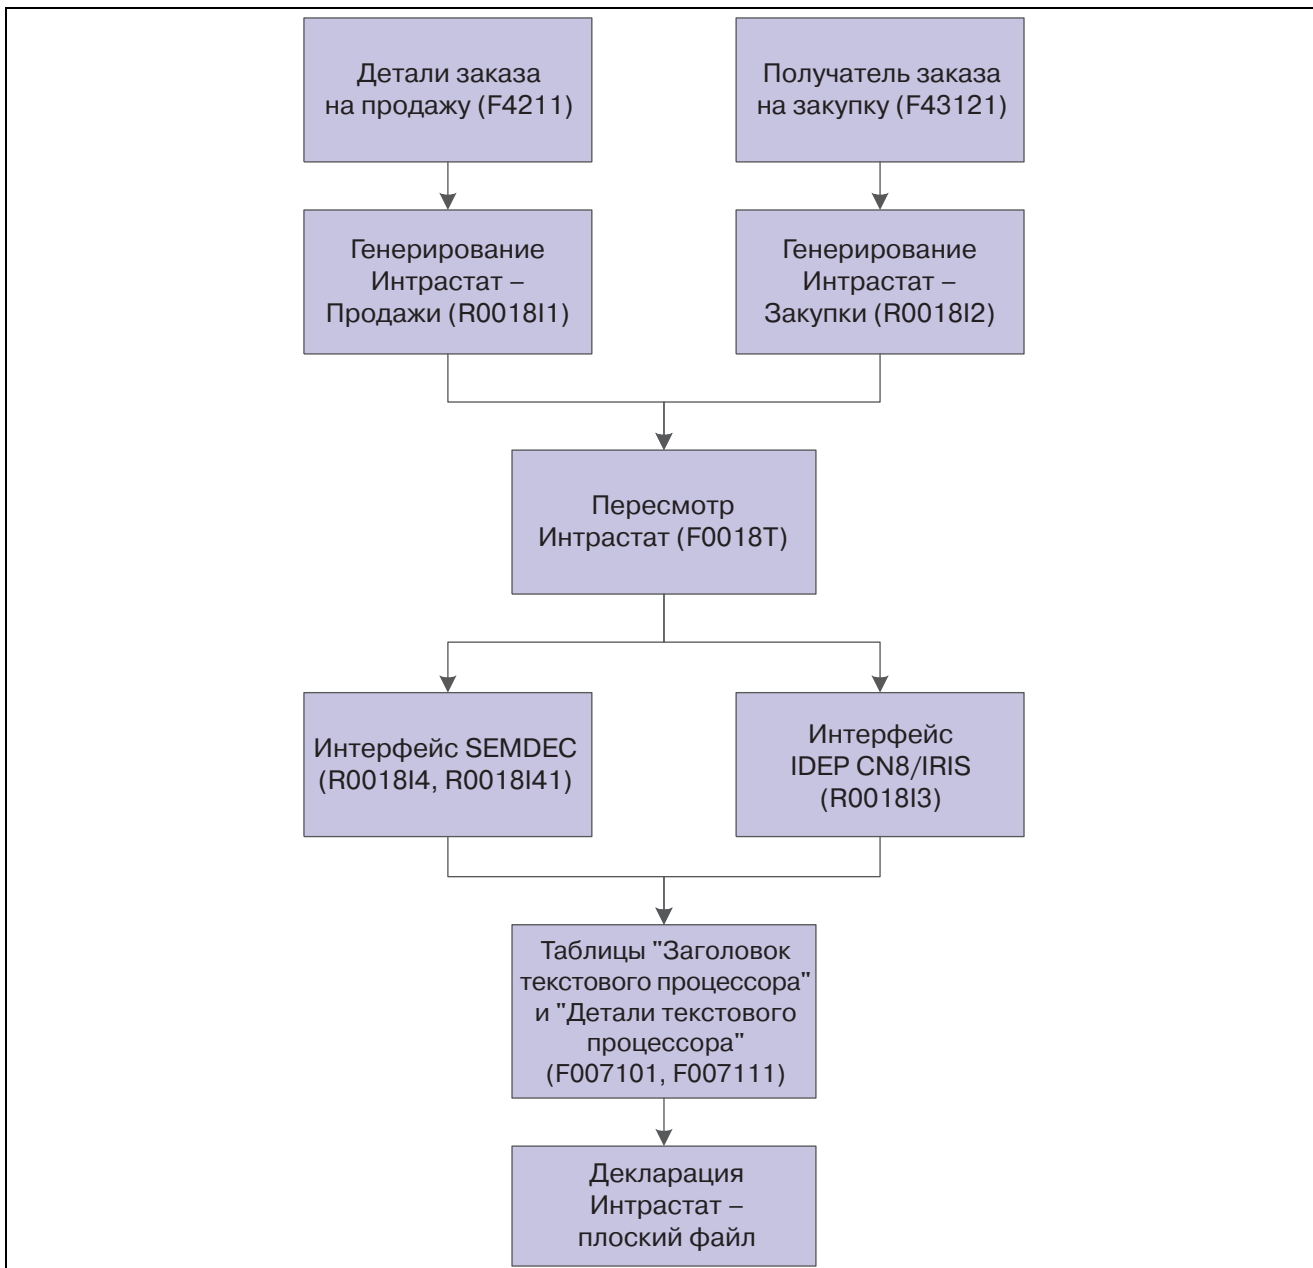 Детали заказа
на продажу (F4211)
Получатель заказа
на закупку (F43121)
Генерирование
Интрастат –
Продажи (R0018I1)
Генерирование
Интрастат –
Закупки (R0018I2)
Пересмотр
Интрастат (F0018T)
Интерфейс SEMDEC
(R0018I4, R0018I41)
Интерфейс
IDEP CN8/IRIS
(R0018I3)
Таблицы "Заголовок
текстового процессора"
и "Детали текстового
процессора"
(F007101, F007111)
Декларация
Интрастат –
плоский файл